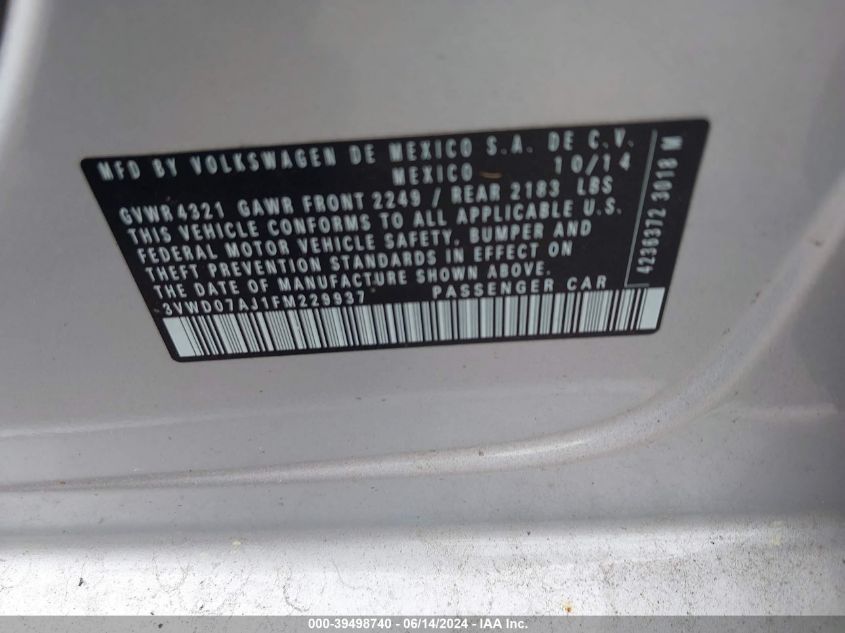 MFD BY VOLKSWAGEN DE MEXICO S.A. DE C.V.
MEXICO 10/14
GVWR 4321 GAWR FRONT 2249 / REAR 2183 LBS
THIS VEHICLE CONFORMS TO ALL APPLICABLE U.S.
FEDERAL MOTOR VEHICLE SAFETY, BUMPER AND
THEFT PREVENTION STANDARDS IN EFFECT ON
THE DATE OF MANUFACTURE SHOWN ABOVE.
3VWD07AJ1FM229937 PASSENGER CAR
4236372 3018 M
000-39498740 - 06/14/2024 - IAA Inc.